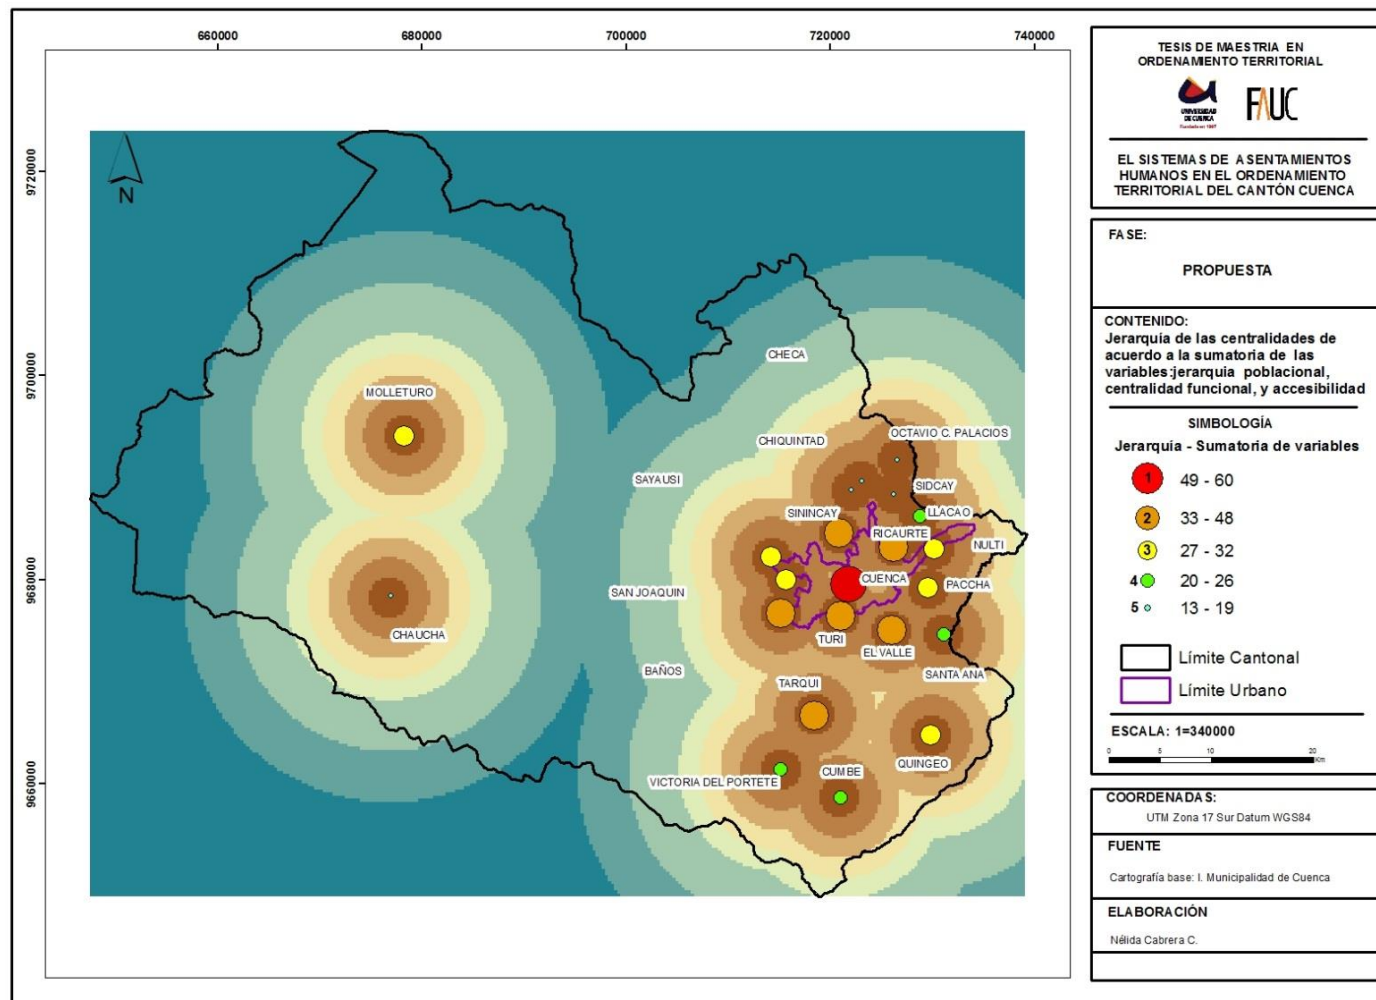 660000
680000
700000
720000
740000
9720000
9700000
9680000
9660000
N
CHECA
MOLLETURO
CHIQUINTAD
OCTAVIO C. PALACIOS
SAYAUSI
SIDCAY
SININCAY
LLACAO
RICAURTE
NULTI
CUENCA
PACCHA
SAN JOAQUIN
CHAUCHA
TURI
EL VALLE
BAÑOS
SANTA ANA
TARQUI
QUINGEO
VICTORIA DEL PORTETE
CUMBE
TESIS DE MAESTRIA EN
ORDENAMIENTO TERRITORIAL
UNIVERSIDAD
DE CUENCA
FAUC
EL SISTEMAS DE ASENTAMIENTOS
HUMANOS EN EL ORDENAMIENTO
TERRITORIAL DEL CANTÓN CUENCA
FASE:
PROPUESTA
CONTENIDO:
Jerarquía de las centralidades de
acuerdo a la sumatoria de las
variables:jerarquia poblacional,
centralidad funcional, y accesibilidad
SIMBOLOGÍA
Jerarquía - Sumatoria de variables
1 49 - 60
2 33 - 48
3 27 - 32
4 20 - 26
5 13 - 19
Límite Cantonal
Límite Urbano
ESCALA: 1=340000
0 5 10 20
Km
COORDENADAS:
UTM Zona 17 Sur Datum WGS84
FUENTE
Cartografía base: I. Municipalidad de Cuenca
ELABORACIÓN
Nélida Cabrera C.